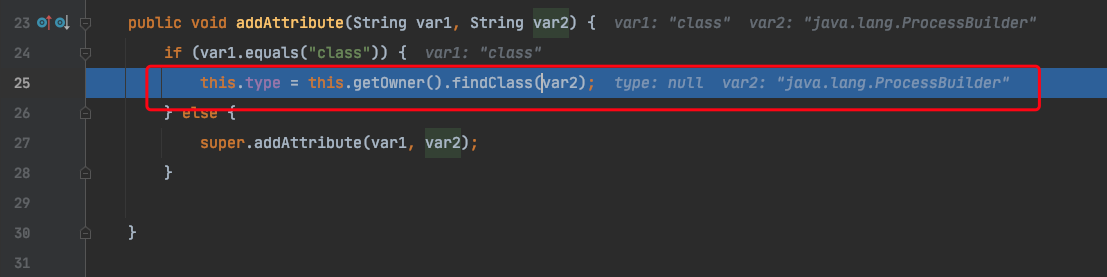 23 public void addAttribute(String var1, String var2) { var1: "class" var2: "java.lang.ProcessBuilder"
24 if (var1.equals("class")) { var1: "class"
25 this.type = this.getOwner().findClass(var2); type: null var2: "java.lang.ProcessBuilder"
26 } else {
27 super.addAttribute(var1, var2);
28 }
29
30 }
31